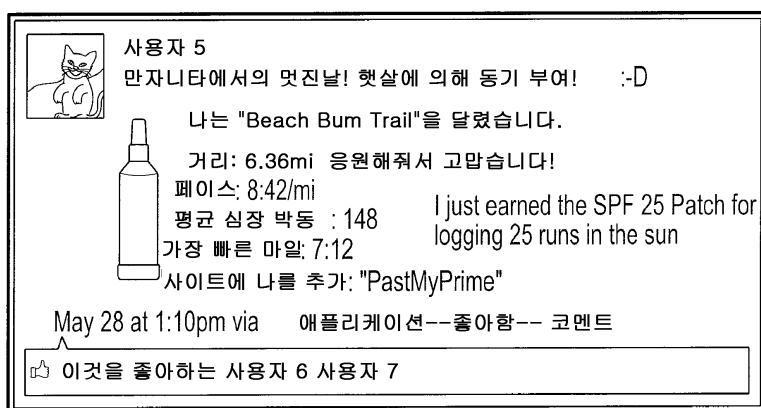 사용자 5
만자니타에서의 멋진날! 햇살에 의해 동기 부여! :-D
나는 "Beach Bum Trail"을 달렸습니다.
거리: 6.36mi 응원해줘서 고맙습니다!
페이스: 8:42/mi
평균 심장 박동 : 148
가장 빠른 마일: 7:12
사이트에 나를 추가: "PastMyPrime"
I just earned the SPF 25 Patch for
logging 25 runs in the sun
May 28 at 1:10pm via 애플리케이션--좋아함-- 코멘트
이것을 좋아하는 사용자 6 사용자 7